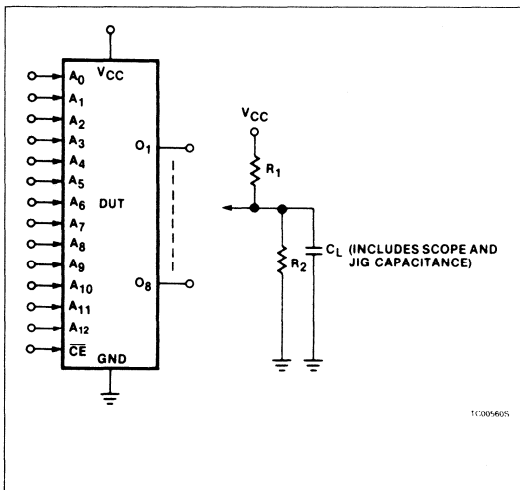 VCC
A0
A1
A2
A3
A4
A5
A6
A7
A8
A9
A10
A11
A12
CE
DUT
O1
O8
GND
VCC
R1
R2
CL (INCLUDES SCOPE AND
JIG CAPACITANCE)
TC00560S